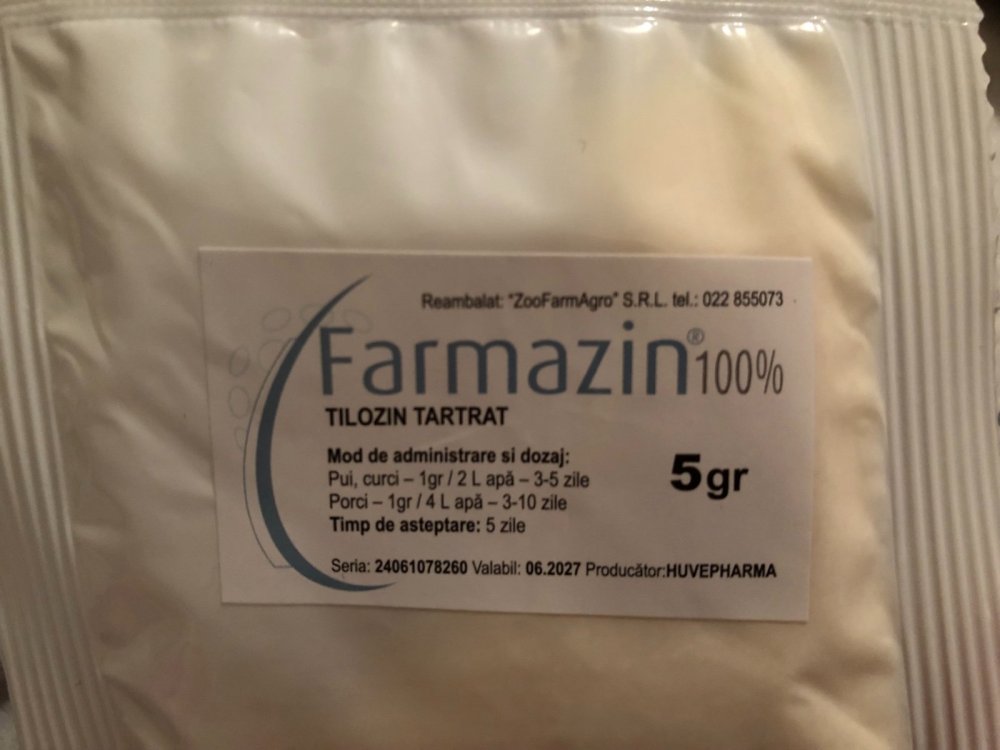 Reambalat: "ZooFarmAgro" S.R.L. tel.: 022 855073
Farmazin® 100%
TILOZIN TARTRAT
Mod de administrare si dozaj:
Pui, curci – 1gr / 2 L apă – 3-5 zile
Porci – 1gr / 4 L apă – 3-10 zile
Timp de asteptare: 5 zile
5gr
Seria: 24061078260 Valabil: 06.2027 Producător:HUVEPHARMA